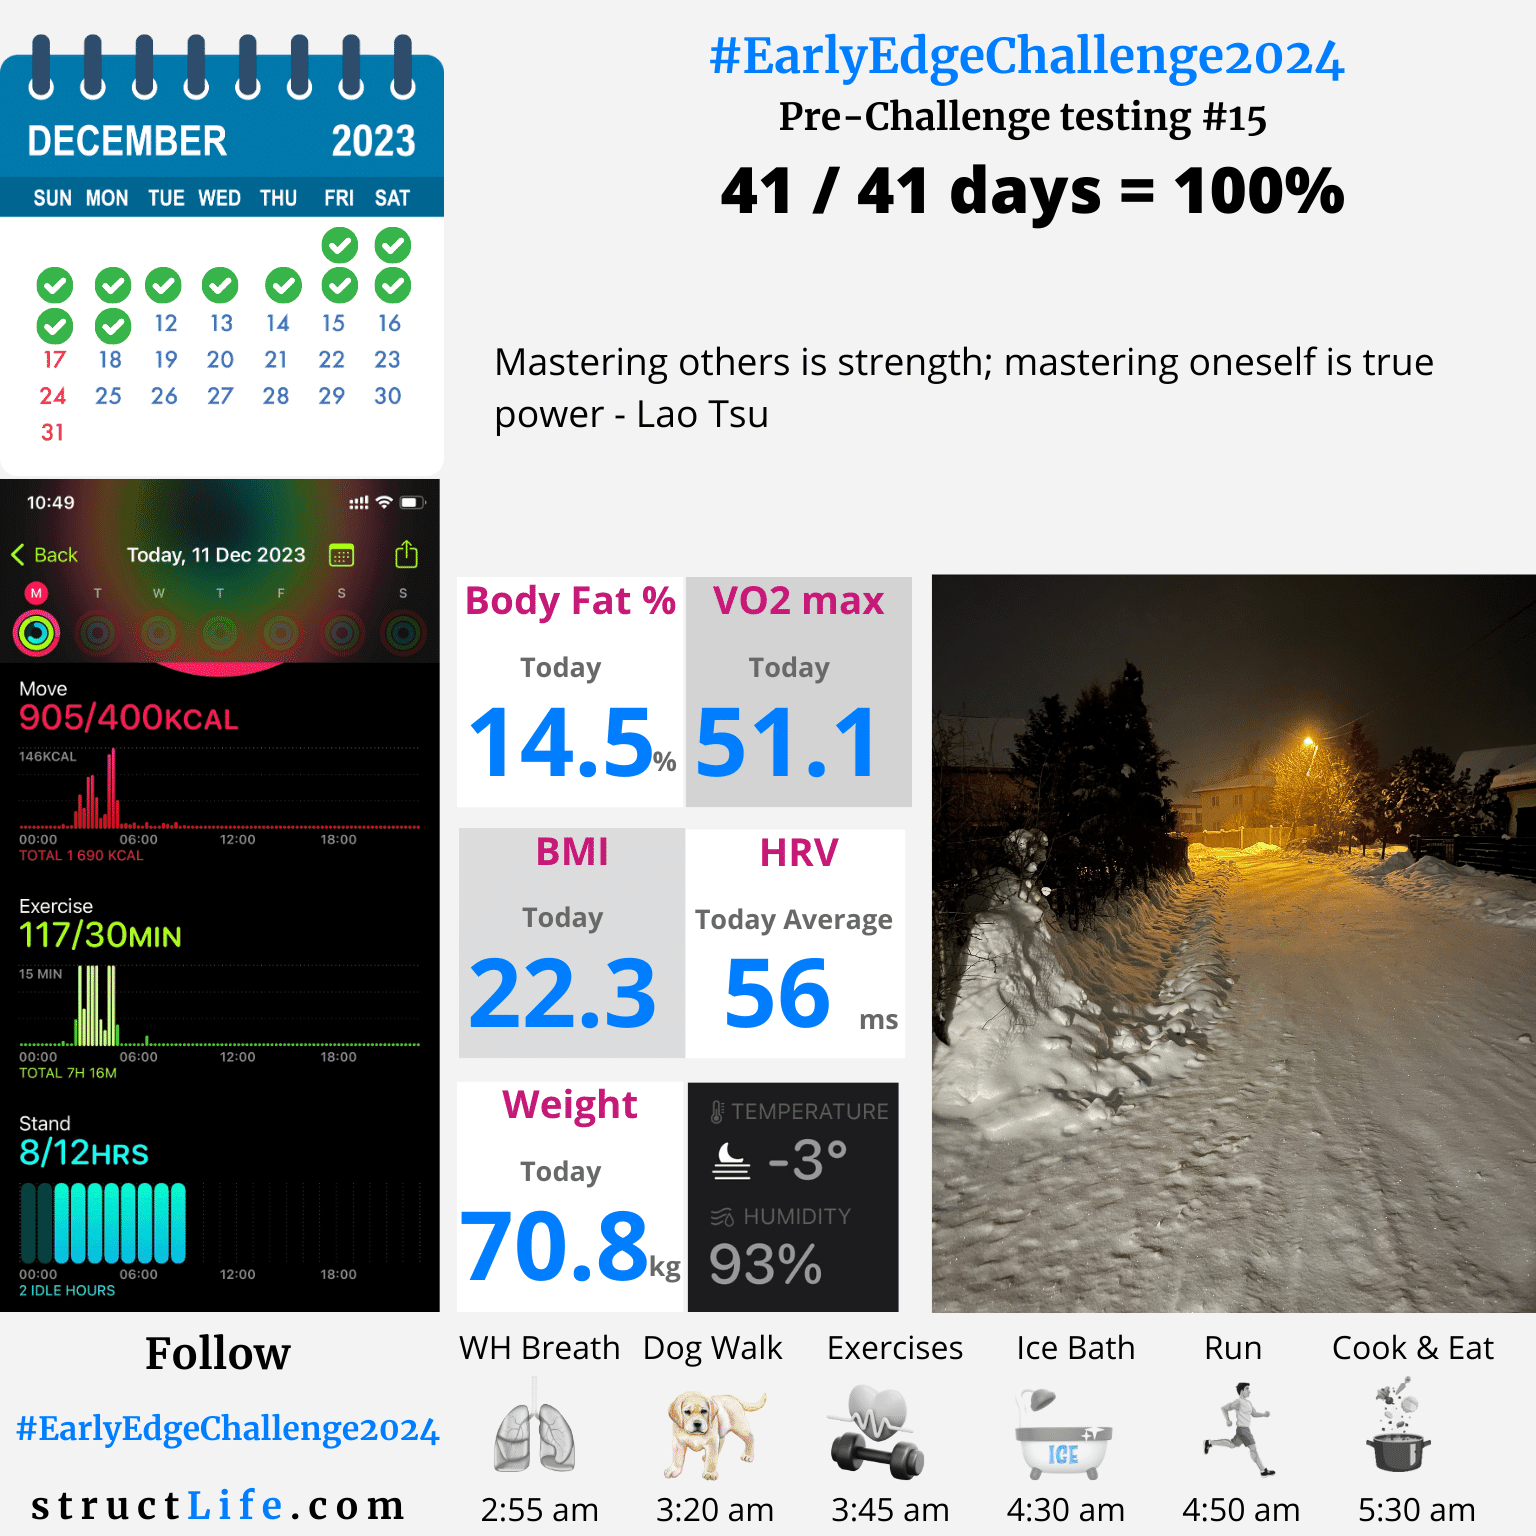 DECEMBER 2023
SUN MON TUE WED THU FRI SAT
12 13 14 15 16
17 18 19 20 21 22 23
24 25 26 27 28 29 30
31
#EarlyEdgeChallenge2024
Pre-Challenge testing #15
41 / 41 days = 100%
Mastering others is strength; mastering oneself is true
power - Lao Tsu
10:49
Back Today, 11 Dec 2023
M T W T F S S
Move
905/400KCAL
146KCAL
00:00 06:00 12:00 18:00
TOTAL 1 690 KCAL
Exercise
117/30MIN
15 MIN
00:00 06:00 12:00 18:00
TOTAL 7H 16M
Stand
8/12HRS
00:00 06:00 12:00 18:00
2 IDLE HOURS
Body Fat %
Today
14.5%
VO2 max
Today
51.1
BMI
Today
22.3
HRV
Today Average
56 ms
Weight
Today
70.8kg
TEMPERATURE
-3°
HUMIDITY
93%
Follow
#EarlyEdgeChallenge2024
structLife.com
WH Breath Dog Walk Exercises Ice Bath Run Cook & Eat
ICE
2:55 am 3:20 am 3:45 am 4:30 am 4:50 am 5:30 am